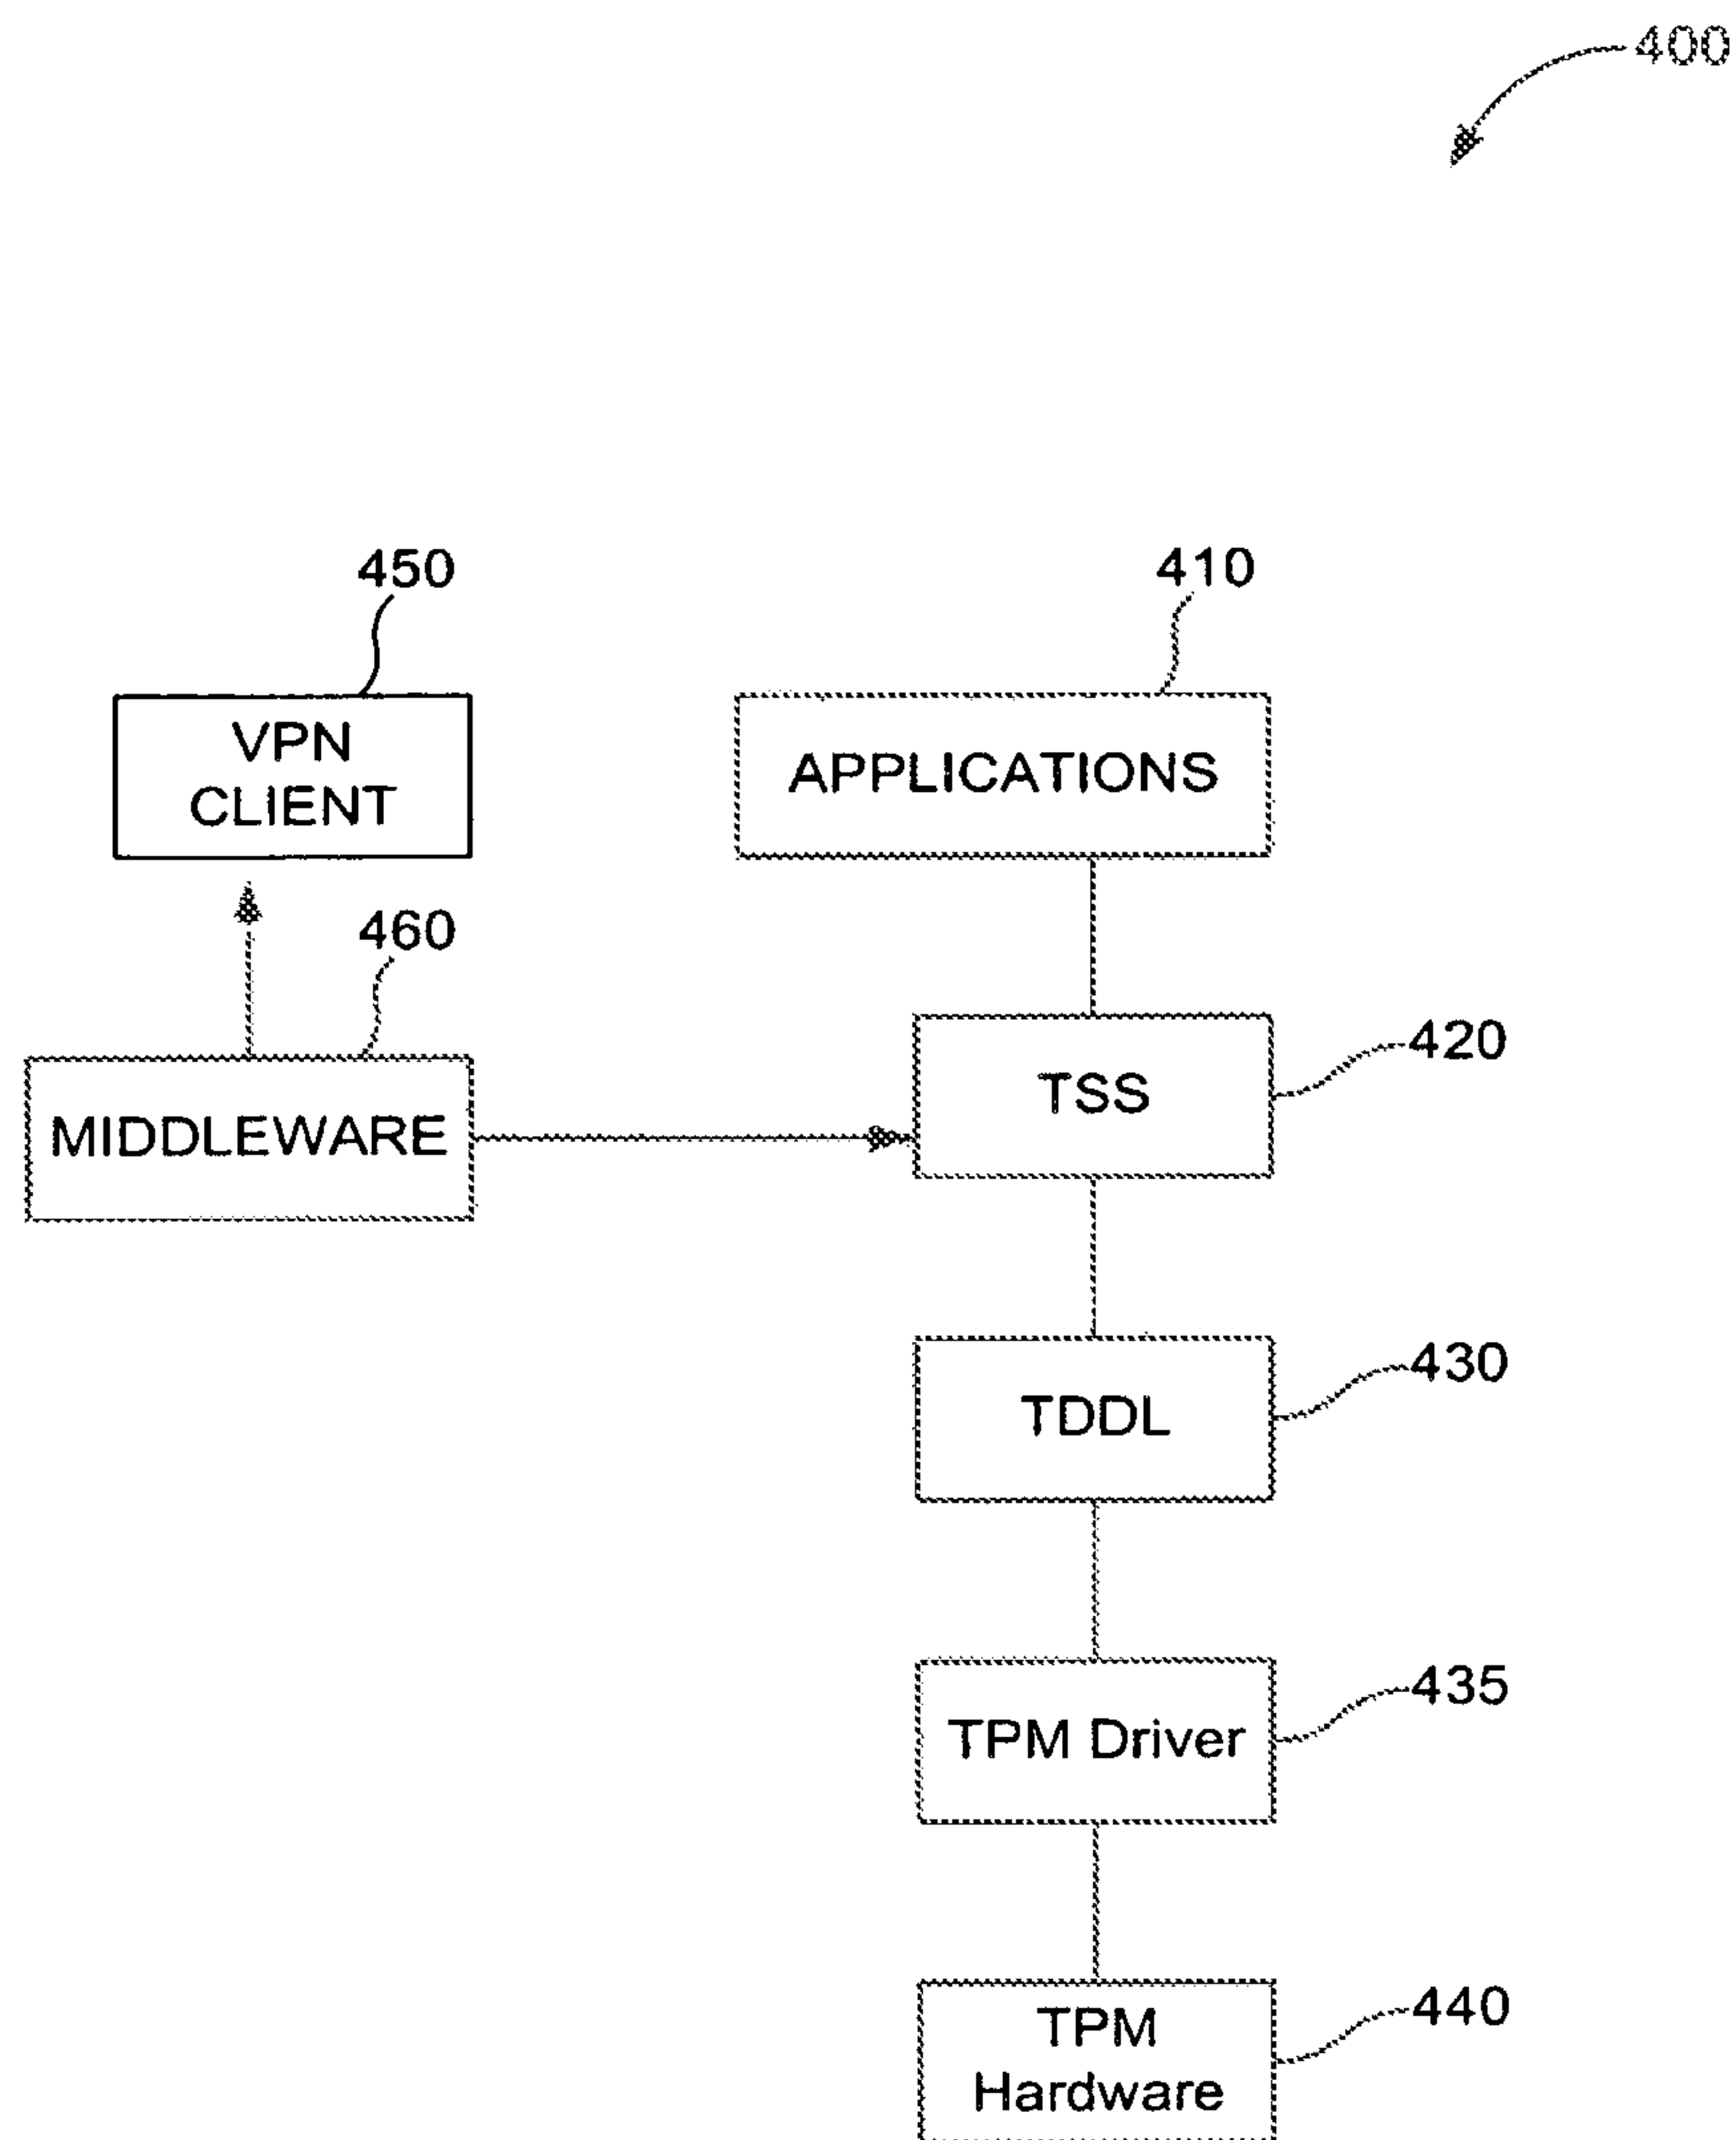 400
450
410
VPN
CLIENT
APPLICATIONS
460
420
TSS
MIDDLEWARE
430
TDDL
435
TPM Driver
440
TPM
Hardware